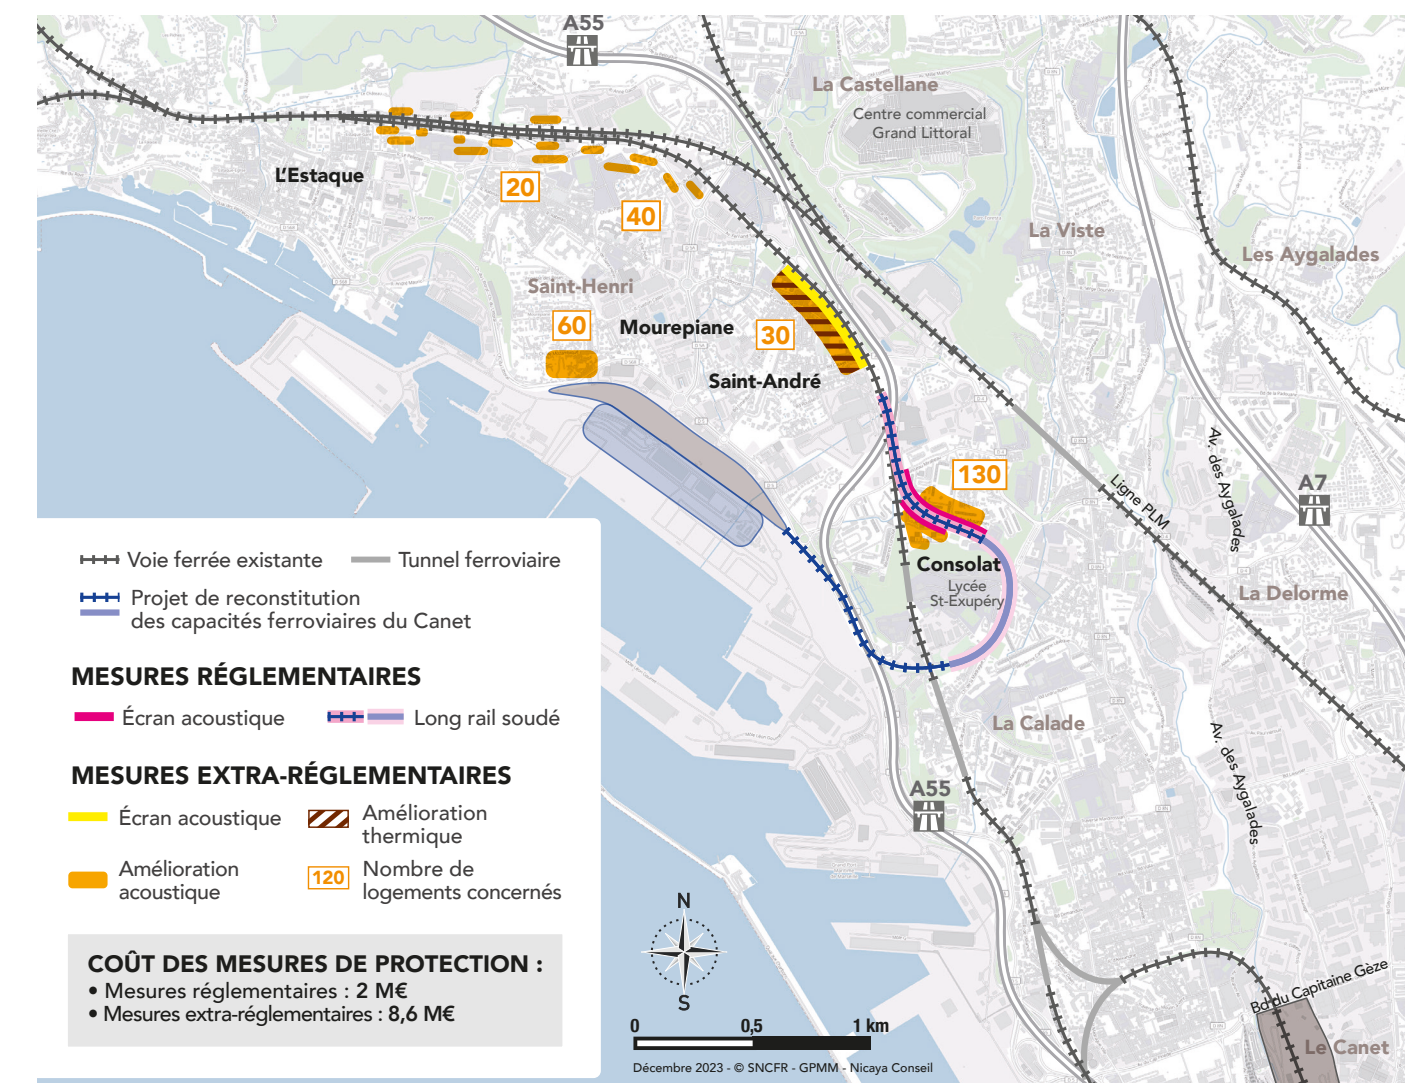 A55
La Castellane
Centre commercial
Grand Littoral
L'Estaque
20
40
La Viste
Les Aygalades
Saint-Henri
60
Mourepiane
30
Saint-André
130
Ligne PLM
Av. des Aygalades
A7
Consolat
Lycée
St-Exupéry
La Delorme
La Calade
Av. des Aygalades
A55
Bd du Capitaine Gèze
Le Canet
Voie ferrée existante
Tunnel ferroviaire
Projet de reconstitution
des capacités ferroviaires du Canet
MESURES RÉGLEMENTAIRES
Écran acoustique
Long rail soudé
MESURES EXTRA-RÉGLEMENTAIRES
Écran acoustique
Amélioration
thermique
Amélioration
acoustique
120
Nombre de
logements concernés
COÛT DES MESURES DE PROTECTION :
• Mesures réglementaires : 2 M€
• Mesures extra-réglementaires : 8,6 M€
N
S
0 0,5 1 km
Décembre 2023 - © SNCFR - GPMM - Nicaya Conseil